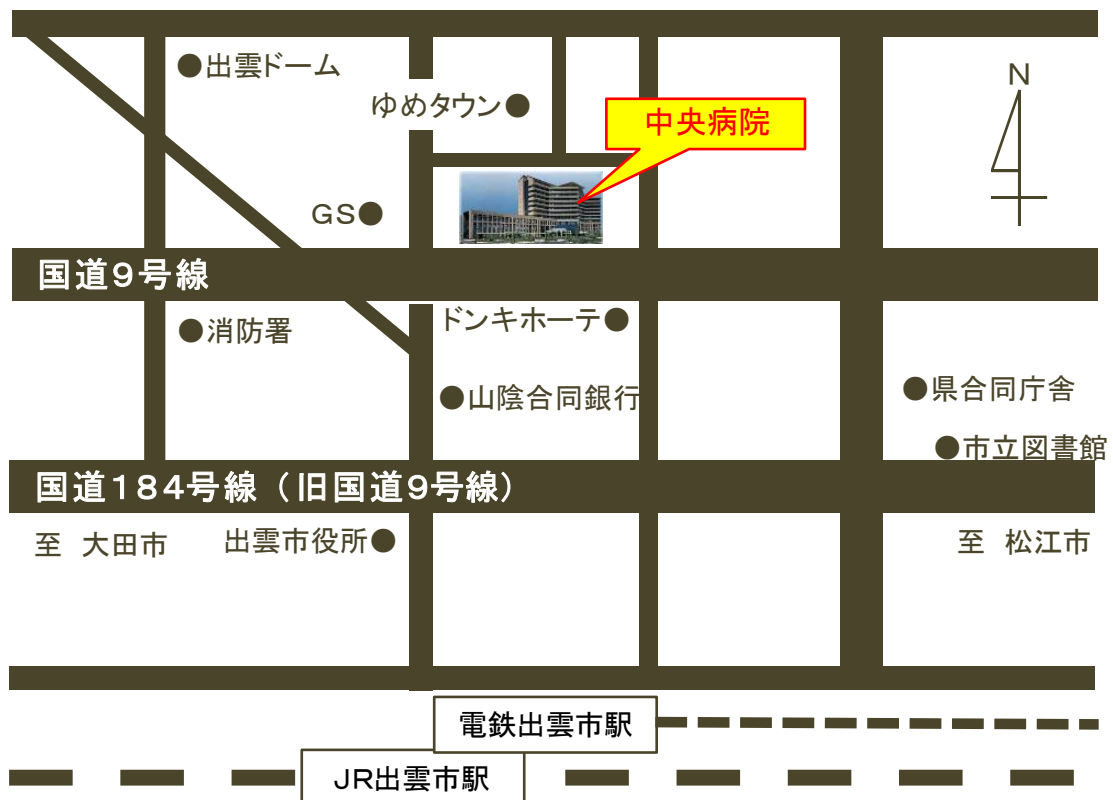 ●出雲ドーム
N
ゆめタウン●
中央病院
GS●
国道9号線
ドンキホーテ●
●消防署
●山陰合同銀行
●県合同庁舎
●市立図書館
国道184号線（旧国道9号線）
至　大田市
出雲市役所●
至　松江市
電鉄出雲市駅
JR出雲市駅